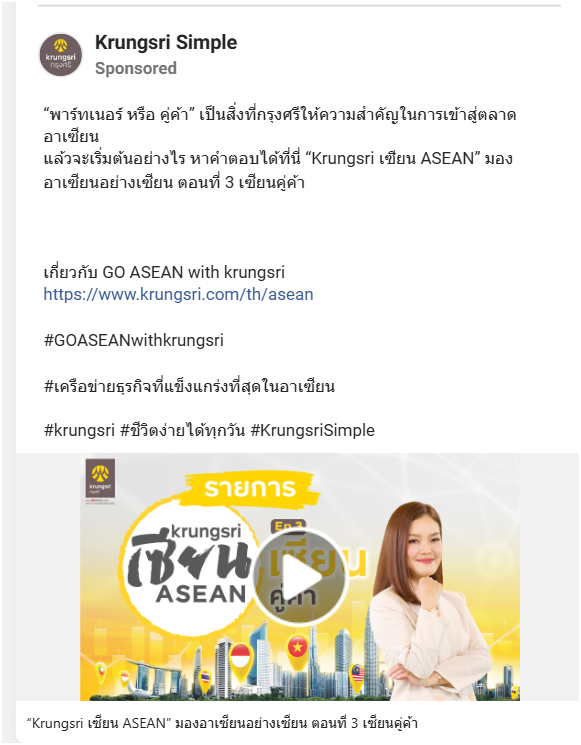 krungsri
กรุงศรี
Krungsri Simple
Sponsored
“พาร์ทเนอร์ หรือ คู่ค้า” เป็นสิ่งที่กรุงศรีให้ความสำคัญในการเข้าสู่ตลาด
อาเซียน
แล้วจะเริ่มต้นอย่างไร หาคำตอบได้ที่นี่ “Krungsri เซียน ASEAN” มอง
อาเซียนอย่างเซียน ตอนที่ 3 เซียนคู่ค้า
เกี่ยวกับ GO ASEAN with krungsri
https://www.krungsri.com/th/asean
#GOASEANwithkrungsri
#เครือข่ายธุรกิจที่แข็งแกร่งที่สุดในอาเซียน
#krungsri #ชีวิตง่ายได้ทุกวัน #KrungsriSimple
krungsri
รายการ
krungsri
เซียน
ASEAN
Ep.3
เซียน
คู่ค้า
“Krungsri เซียน ASEAN” มองอาเซียนอย่างเซียน ตอนที่ 3 เซียนคู่ค้า